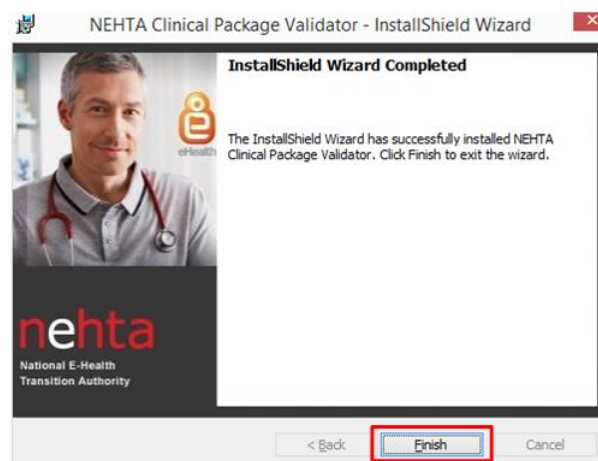 NEHTA Clinical Package Validator - InstallShield Wizard
InstallShield Wizard Completed
eHealth
The InstallShield Wizard has successfully installed NEHTA
Clinical Package Validator. Click Finish to exit the wizard.
nehta
National E-Health
Transition Authority
< Back
Finish
Cancel